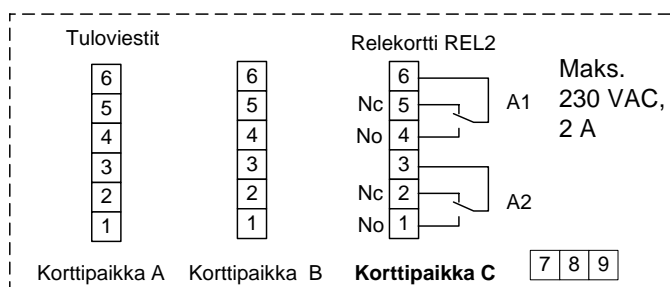 Tuloviestit
Relekortti REL2
6 6 6 Maks.
5 5 Nc 5 A1 230 VAC,
4 4 No 4 2 A
3 3 3
2 2 Nc 2 A2
1 1 No 1
Korttipaikka A Korttipaikka B Korttipaikka C 7 8 9